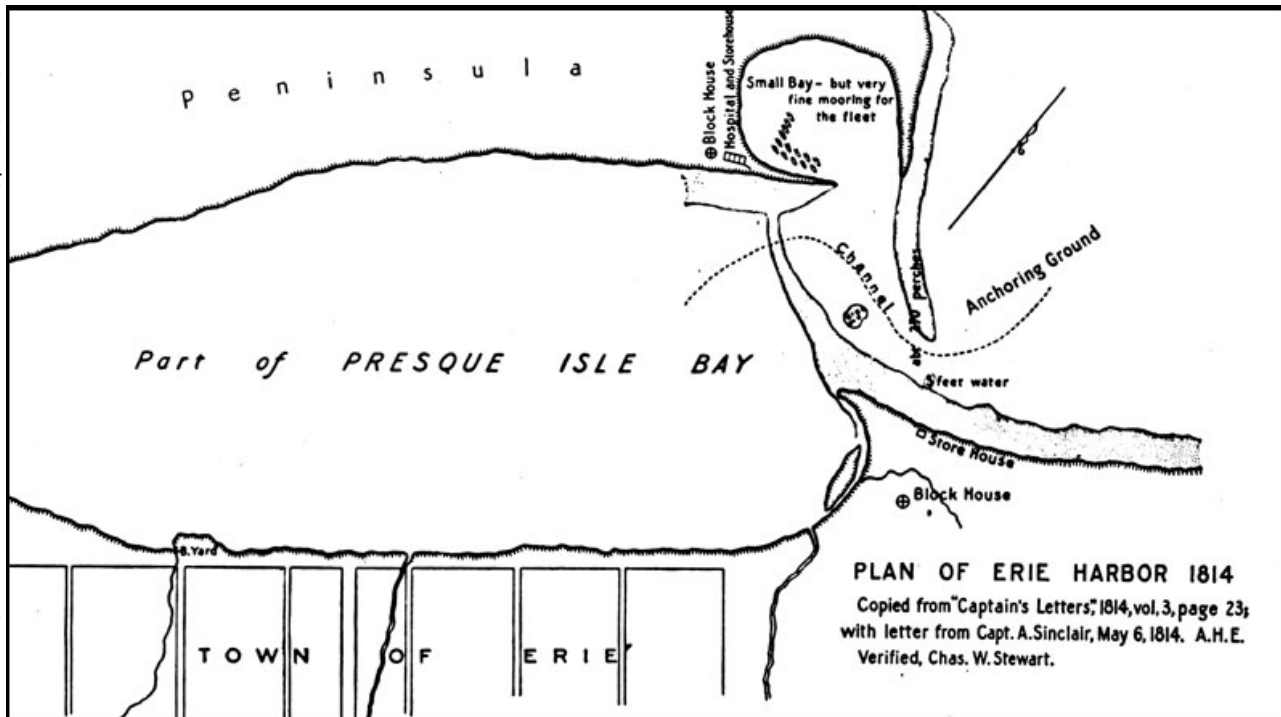 Peninsula
Block House
Hospital and Storehouse
Small Bay - but very
fine mooring for
the fleet
Channel
abt 270 perches
Anchoring Ground
Part of PRESQUE ISLE BAY
5 feet water
Store House
Block House
B. Yard
TOWN OF ERIE
PLAN OF ERIE HARBOR 1814
Copied from "Captain's Letters," 1814, vol. 3, page 23;
with letter from Capt. A. Sinclair, May 6, 1814. A.H.E.
Verified, Chas. W. Stewart.